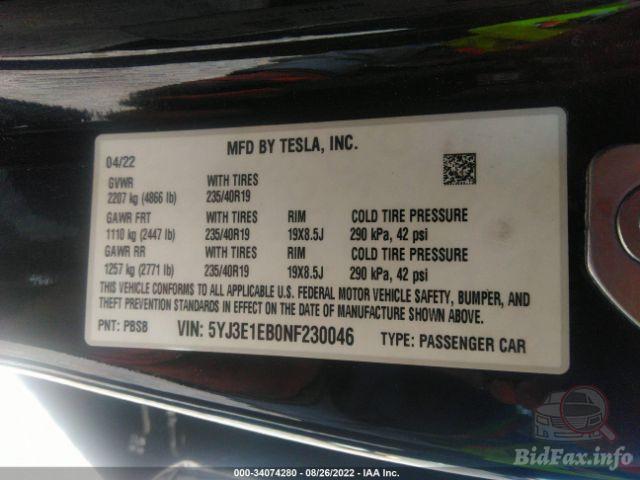 MFD BY TESLA, INC.
04/22
GVWR WITH TIRES
2207 kg (4866 lb) 235/40R19
GAWR FRT WITH TIRES RIM COLD TIRE PRESSURE
1110 kg (2447 lb) 235/40R19 19X8.5J 290 kPa, 42 psi
GAWR RR WITH TIRES RIM COLD TIRE PRESSURE
1257 kg (2771 lb) 235/40R19 19X8.5J 290 kPa, 42 psi
THIS VEHICLE CONFORMS TO ALL APPLICABLE U.S. FEDERAL MOTOR VEHICLE SAFETY, BUMPER, AND
THEFT PREVENTION STANDARDS IN EFFECT ON THE DATE OF MANUFACTURE SHOWN ABOVE.
PNT: PBSB VIN: 5YJ3E1EB0NF230046 TYPE: PASSENGER CAR
BidFax.info
000-34074280 - 08/26/2022 - IAA Inc.